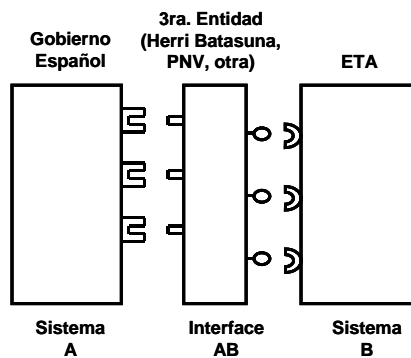 Gobierno
Español
3ra. Entidad
(Herri Batasuna,
PNV, otra)
ETA
Sistema
A
Interface
AB
Sistema
B